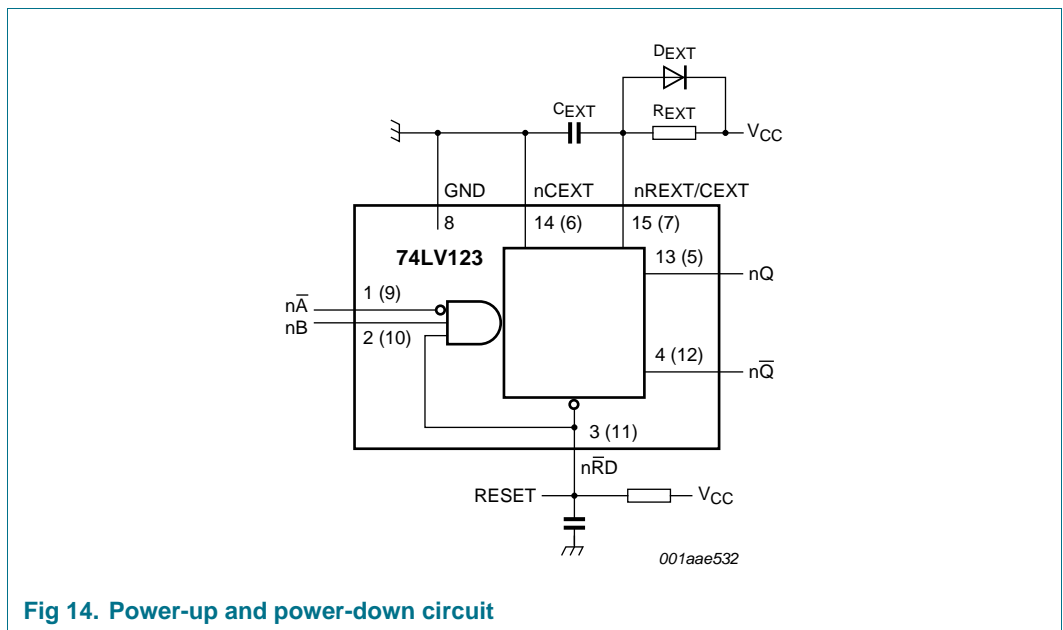 DEXT
CEXT
REXT
VCC
GND
nCEXT
nREXT/CEXT
8
14 (6)
15 (7)
74LV123
13 (5)
nQ
nA̅
1 (9)
nB
2 (10)
4 (12)
nQ̅
3 (11)
nR̅D
RESET
VCC
001aae532
Fig 14. Power-up and power-down circuit